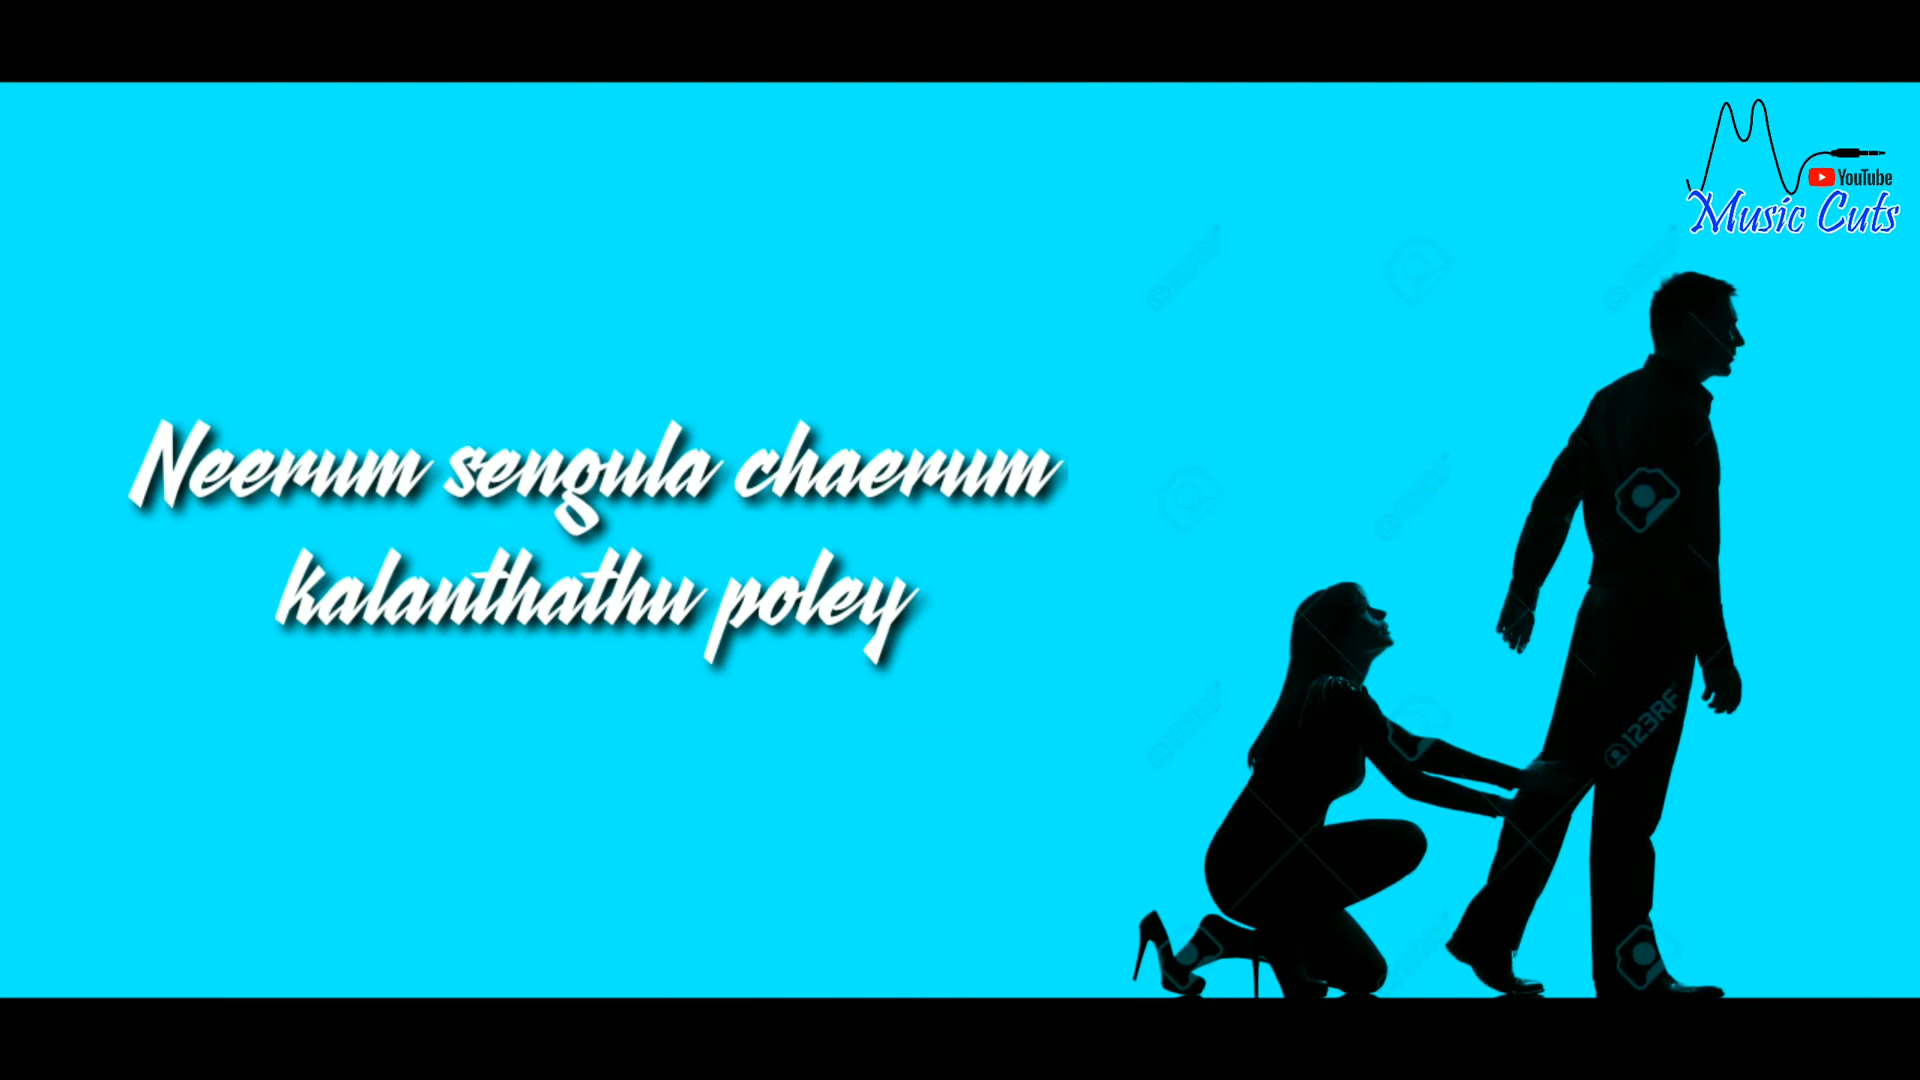 YouTube
Music Cuts
Neerum sengula chaerum
kalanthathu poley
123RF